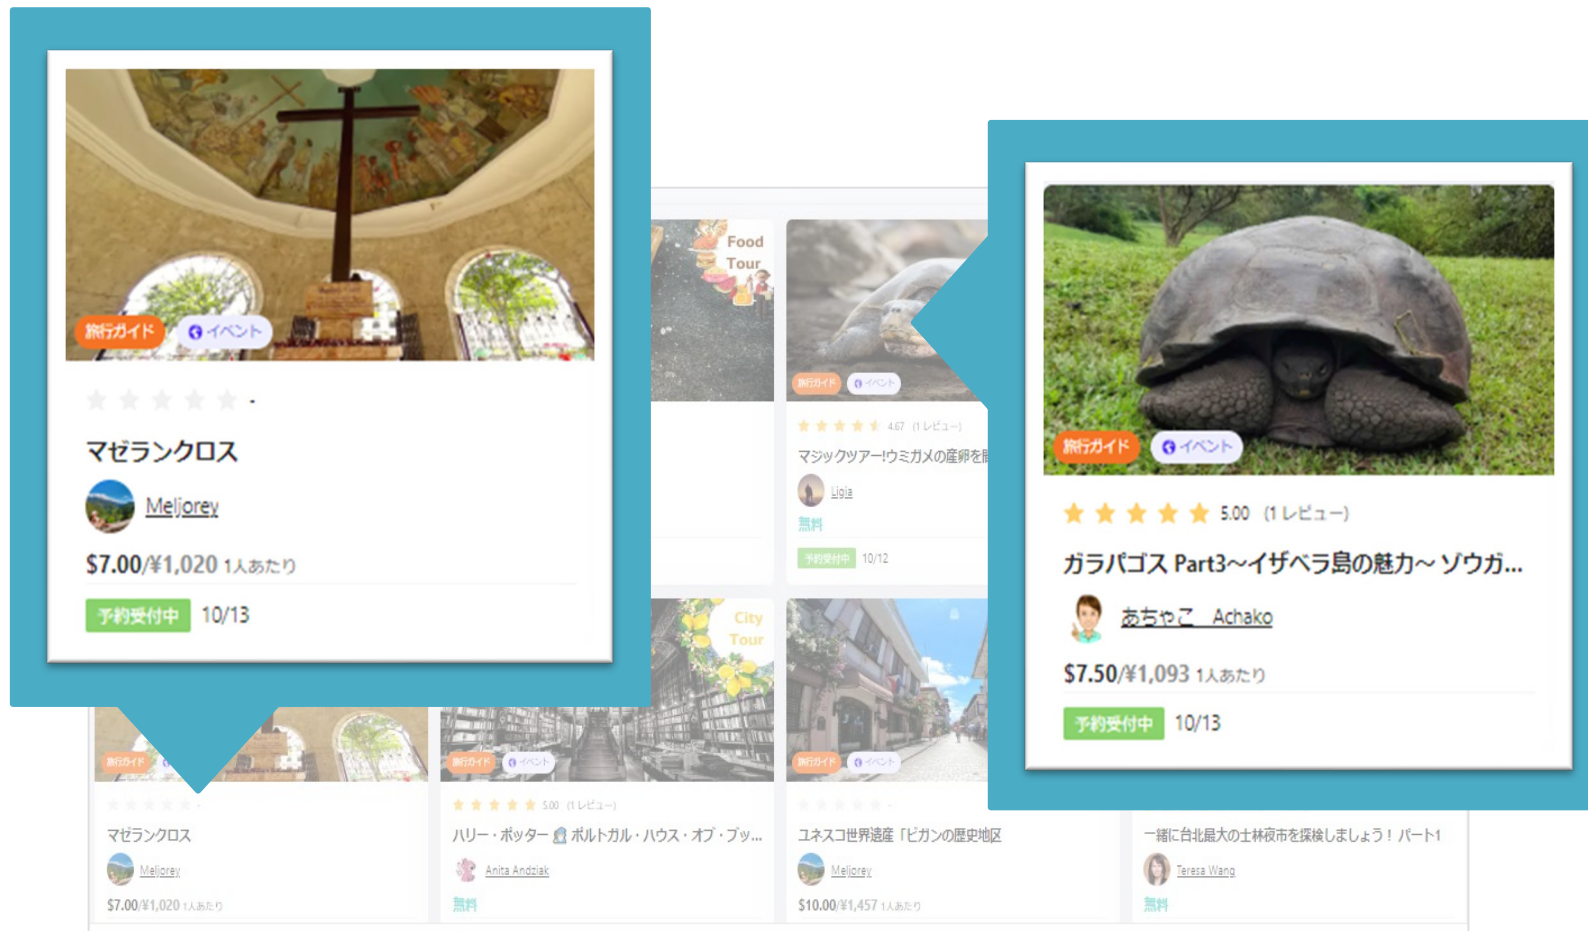 旅行ガイド イベント
-
マゼランクロス
Meljorey
$7.00/¥1,020 1人あたり
予約受付中 10/13
Food
Tour
旅行ガイド イベント
4.67 (1 レビュー)
マジックツアー!ウミガメの産卵を
Ligia
無料
予約受付中 10/12
旅行ガイド イベント
5.00 (1 レビュー)
ガラパゴス Part3～イザベラ島の魅力～ ゾウガ...
あちゃこ Achako
$7.50/¥1,093 1人あたり
予約受付中 10/13
旅行ガイド
-
マゼランクロス
Meljorey
$7.00/¥1,020 1人あたり
City
Tour
旅行ガイド イベント
5.00 (1 レビュー)
ハリー・ポッター ポルトガル・ハウス・オブ・ブッ...
Anita Andziak
無料
旅行ガイド イベント
-
ユネスコ世界遺産「ビガンの歴史地区
Meljorey
$10.00/¥1,457 1人あたり
一緒に台北最大の士林夜市を探検しましょう! パート1
Teresa Wang
無料